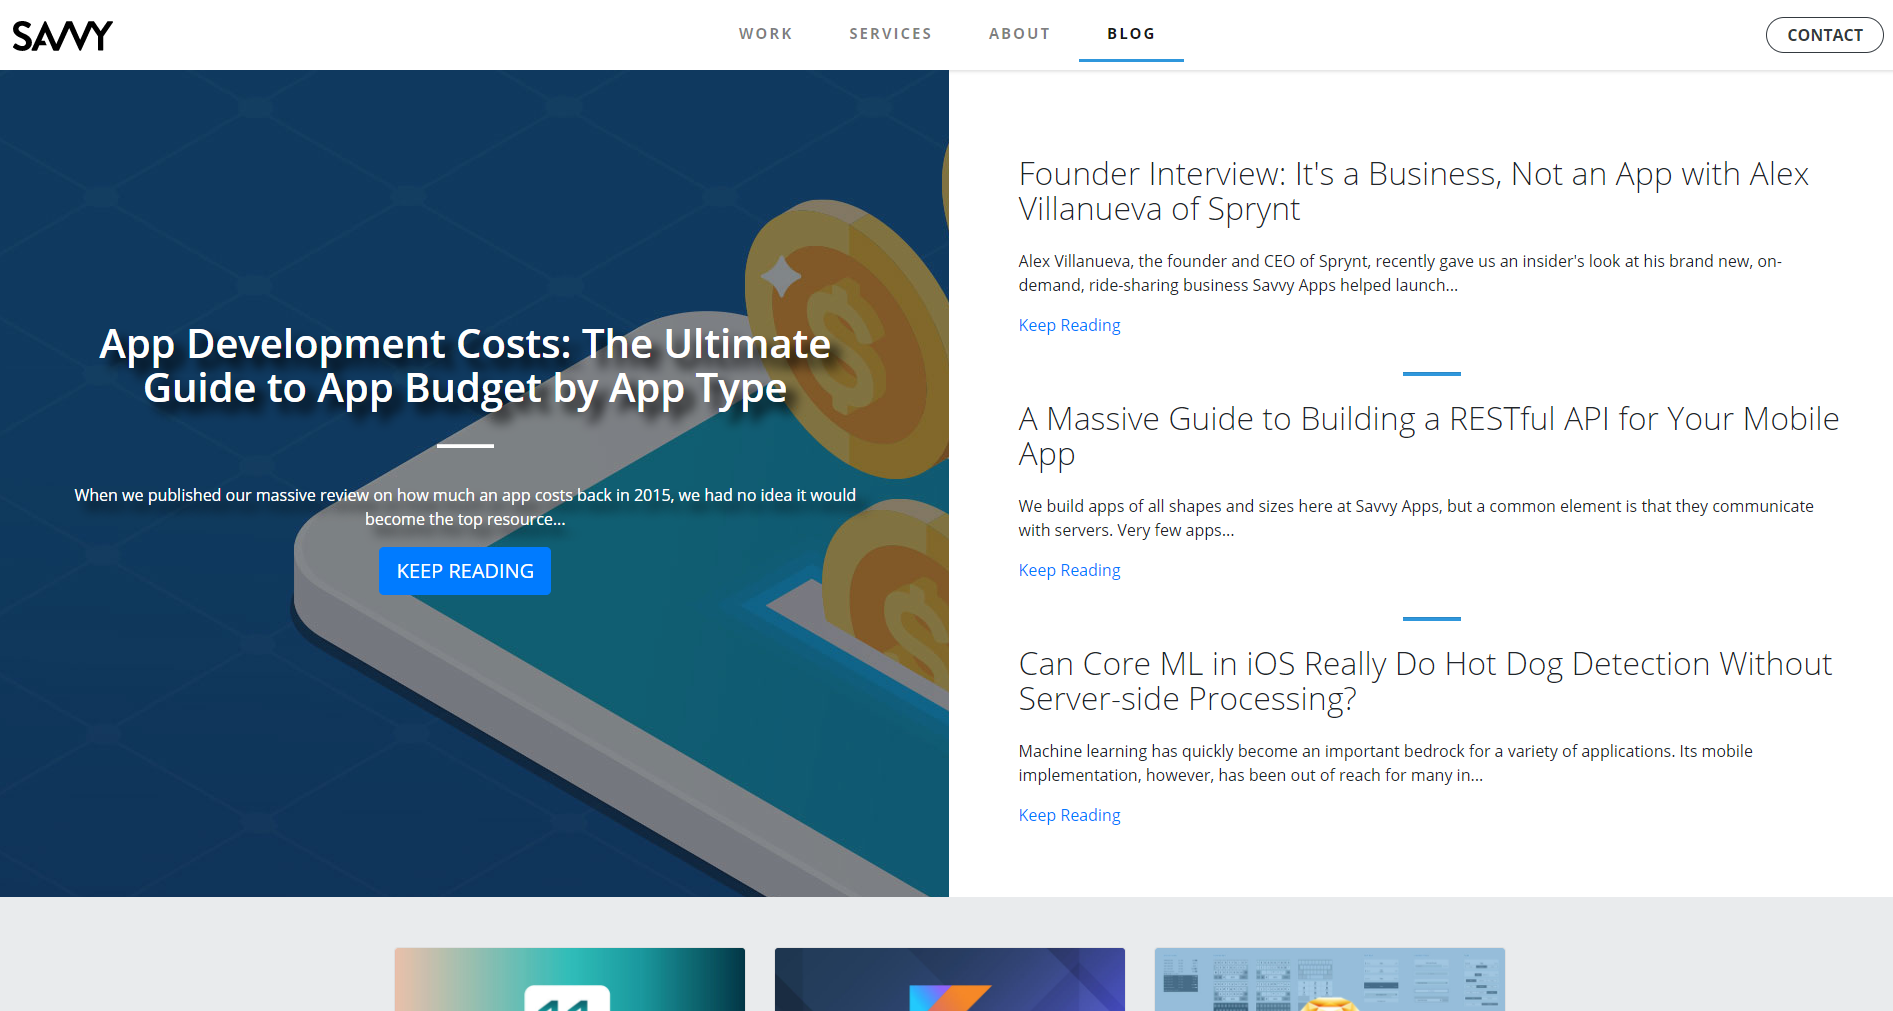 SAVVY
WORK
SERVICES
ABOUT
BLOG
CONTACT
App Development Costs: The Ultimate
Guide to App Budget by App Type
When we published our massive review on how much an app costs back in 2015, we had no idea it would
become the top resource...
KEEP READING
Founder Interview: It's a Business, Not an App with Alex
Villanueva of Sprynt
Alex Villanueva, the founder and CEO of Sprynt, recently gave us an insider's look at his brand new, on-
demand, ride-sharing business Savvy Apps helped launch...
Keep Reading
A Massive Guide to Building a RESTful API for Your Mobile
App
We build apps of all shapes and sizes here at Savvy Apps, but a common element is that they communicate
with servers. Very few apps...
Keep Reading
Can Core ML in iOS Really Do Hot Dog Detection Without
Server-side Processing?
Machine learning has quickly become an important bedrock for a variety of applications. Its mobile
implementation, however, has been out of reach for many in...
Keep Reading
11